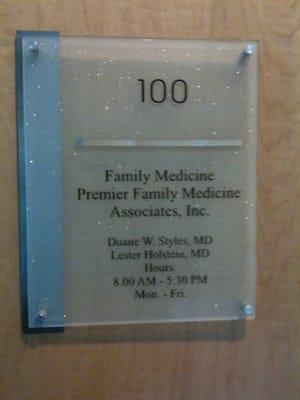 100
Family Medicine
Premier Family Medicine
Associates, Inc.
Duane W. Styles, MD
Lester Holstein, MD
Hours:
8:00 AM - 5:30 PM
Mon. - Fri.